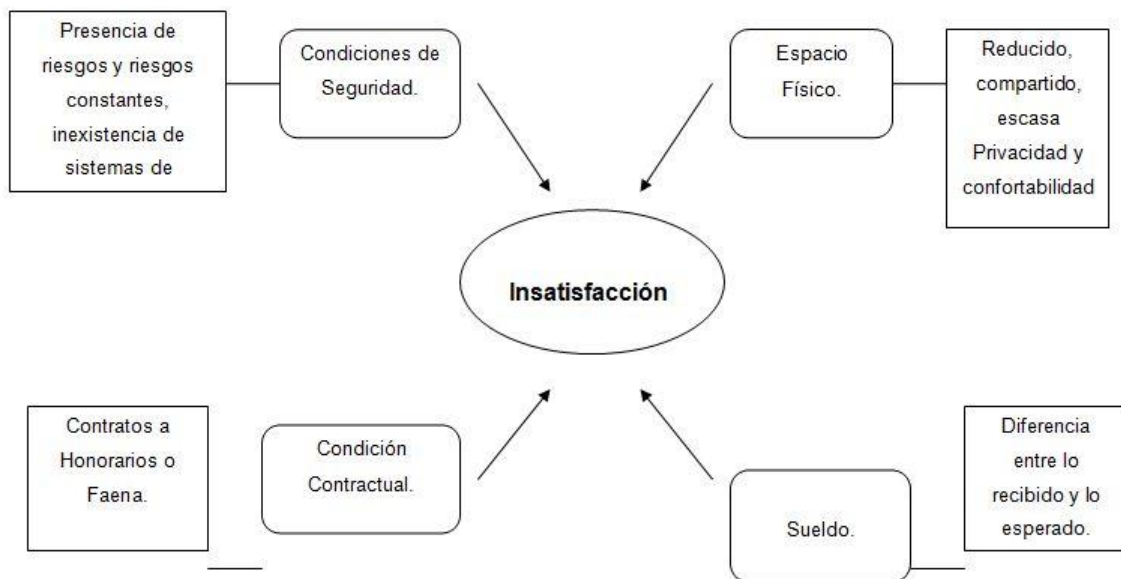 Presencia de
riesgos y riesgos
constantes,
inexistencia de
sistemas de
Condiciones de
Seguridad.
Espacio
Físico.
Reducido,
compartido,
escasa
Privacidad y
confortabilidad
Insatisfacción
Contratos a
Honorarios o
Faena.
Condición
Contractual.
Sueldo.
Diferencia
entre lo
recibido y lo
esperado.